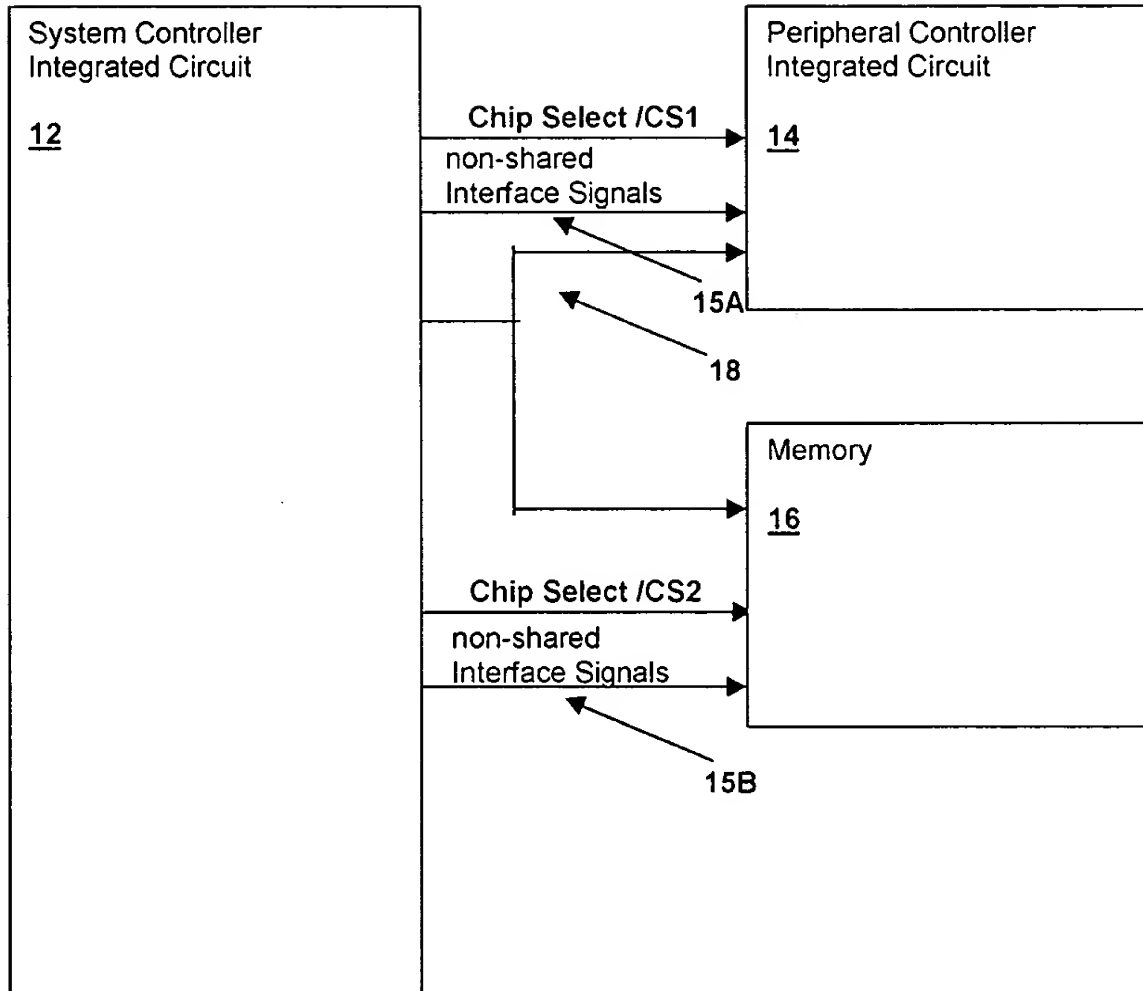 System Controller
Integrated Circuit
12
Peripheral Controller
Integrated Circuit
14
Chip Select /CS1
non-shared
Interface Signals
15A
18
Memory
16
Chip Select /CS2
non-shared
Interface Signals
15B